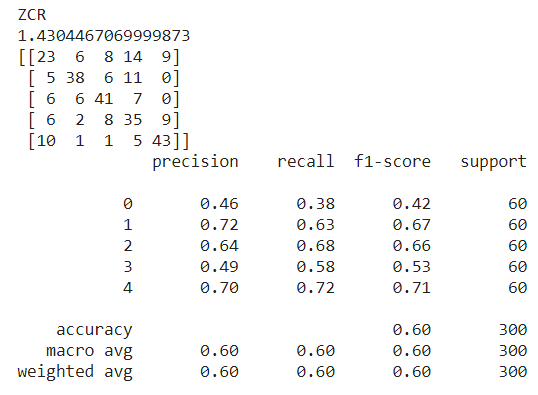 ZCR
1.4304467069999873
[[23  6  8 14  9]
 [ 5 38  6 11  0]
 [ 6  6 41  7  0]
 [ 6  2  8 35  9]
 [10  1  1  5 43]]
              precision    recall  f1-score   support

           0       0.46      0.38      0.42        60
           1       0.72      0.63      0.67        60
           2       0.64      0.68      0.66        60
           3       0.49      0.58      0.53        60
           4       0.70      0.72      0.71        60

    accuracy                           0.60       300
   macro avg       0.60      0.60      0.60       300
weighted avg       0.60      0.60      0.60       300